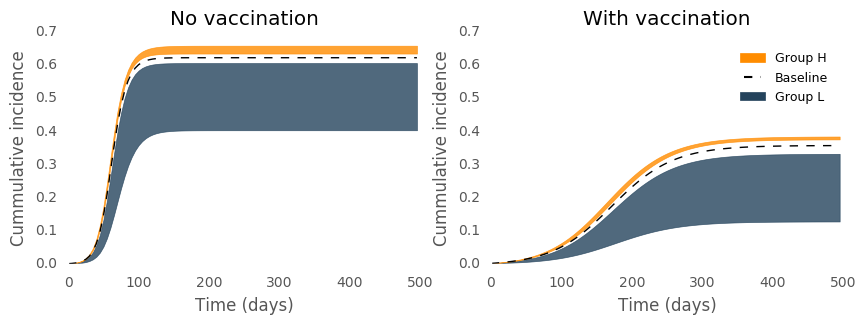 No vaccination
Cummulative incidence
0.7
0.6
0.5
0.4
0.3
0.2
0.1
0.0
0 100 200 300 400 500
Time (days)
With vaccination
Cummulative incidence
0.7
0.6
0.5
0.4
0.3
0.2
0.1
0.0
Group H
Baseline
Group L
0 100 200 300 400 500
Time (days)